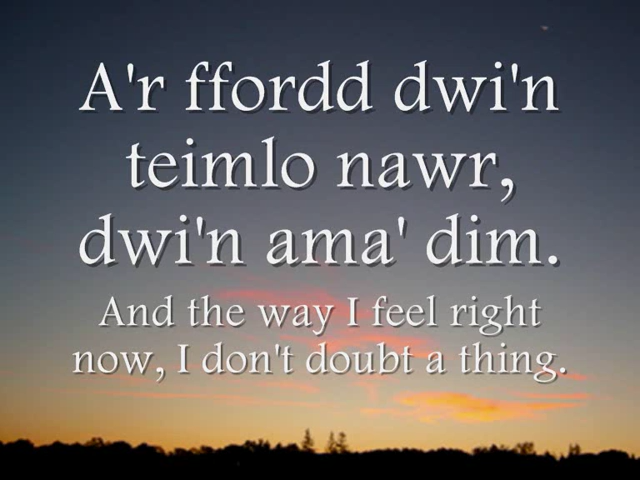 A'r ffordd dwi'n
teimlo nawr,
dwi'n ama' dim.
And the way I feel right
now, I don't doubt a thing.